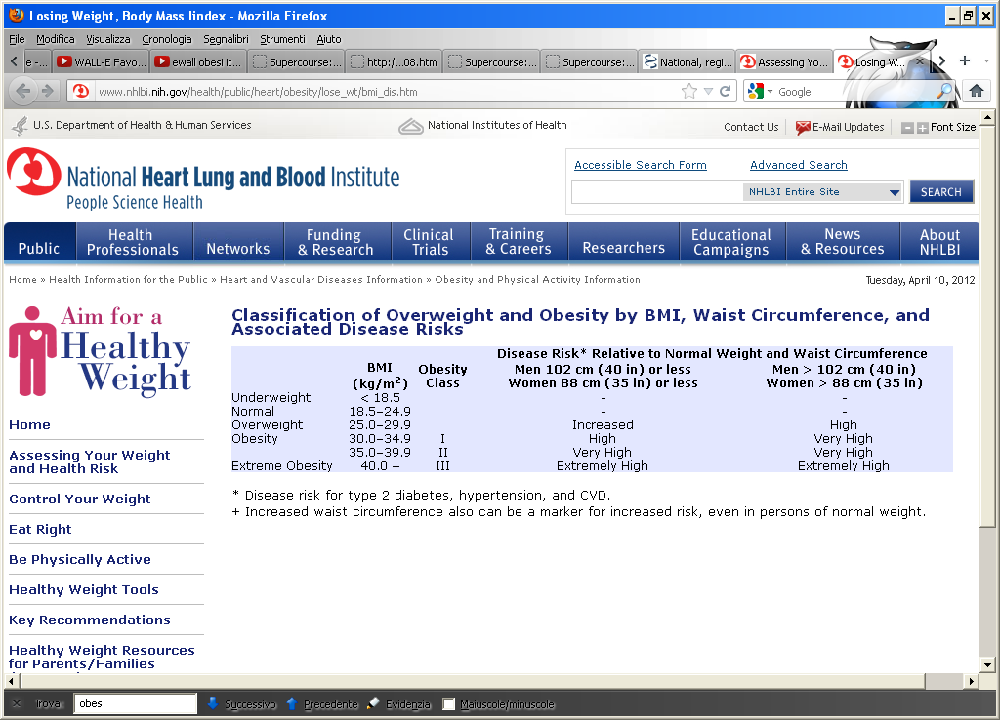 Losing Weight, Body Mass Iindex - Mozilla Firefox
File Modifica Visualizza Cronologia Segnalibri Strumenti Aiuto
e -... WALL-E Favo... ewall obesi it... Supercourse:... http:/...08.htm Supercourse:... Supercourse:... National, regi... Assessing Yo... Losing W...
www.nhlbi.nih.gov/health/public/heart/obesity/lose_wt/bmi_dis.htm Google
U.S. Department of Health & Human Services National Institutes of Health Contact Us E-Mail Updates Font Size
National Heart Lung and Blood Institute
People Science Health
Accessible Search Form Advanced Search
NHLBI Entire Site SEARCH
Public Health Professionals Networks Funding & Research Clinical Trials Training & Careers Researchers Educational Campaigns News & Resources About NHLBI
Home » Health Information for the Public » Heart and Vascular Diseases Information » Obesity and Physical Activity Information Tuesday, April 10, 2012
Aim for a
Healthy
Weight
Home
Assessing Your Weight
and Health Risk
Control Your Weight
Eat Right
Be Physically Active
Healthy Weight Tools
Key Recommendations
Healthy Weight Resources
for Parents/Families
Classification of Overweight and Obesity by BMI, Waist Circumference, and
Associated Disease Risks
Disease Risk* Relative to Normal Weight and Waist Circumference
BMI Obesity Men 102 cm (40 in) or less Men > 102 cm (40 in)
(kg/m²) Class Women 88 cm (35 in) or less Women > 88 cm (35 in)
Underweight < 18.5 - -
Normal 18.5–24.9 - -
Overweight 25.0–29.9 Increased High
Obesity 30.0–34.9 I High Very High
35.0–39.9 II Very High Very High
Extreme Obesity 40.0 + III Extremely High Extremely High
* Disease risk for type 2 diabetes, hypertension, and CVD.
+ Increased waist circumference also can be a marker for increased risk, even in persons of normal weight.
Trova: obes Successivo Precedente Evidenzia Maiuscole/minuscole